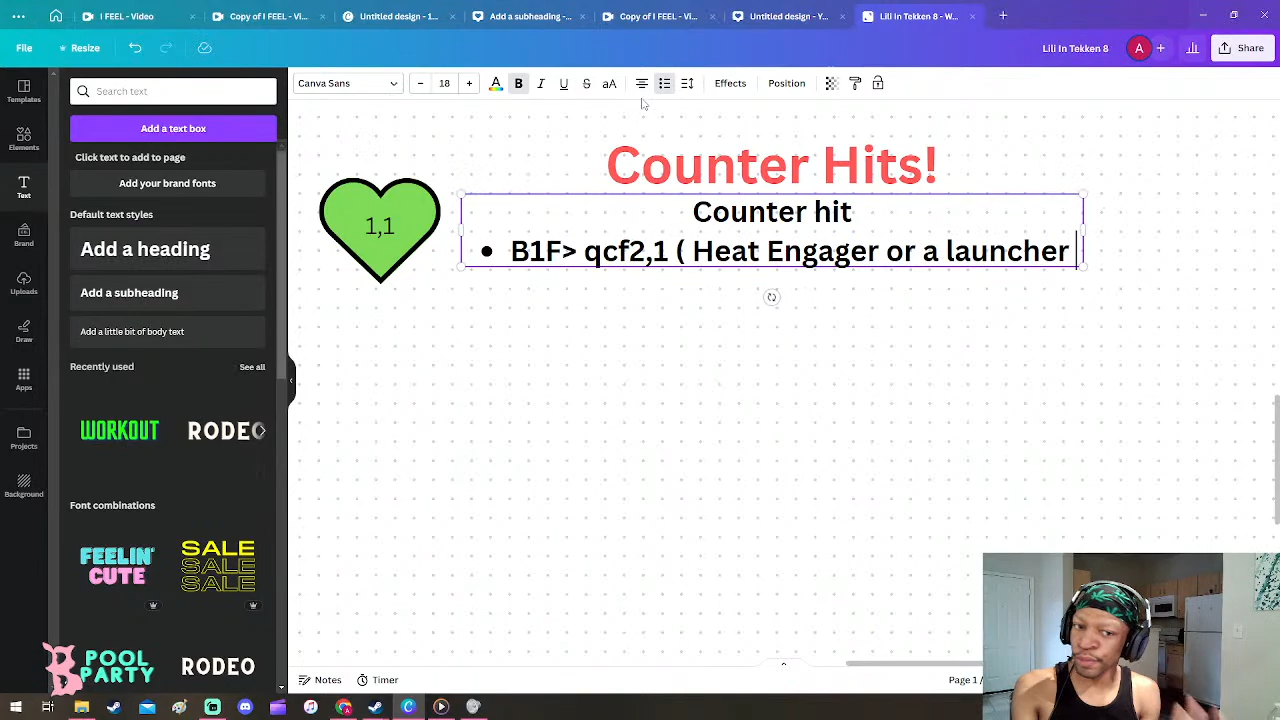 I FEEL - Video
Copy of I FEEL - Vid...
Untitled design - 1...
Add a subheading -...
Copy of I FEEL - Vid...
Untitled design - Y...
Lili In Tekken 8 - W...
File
Resize
Lili In Tekken 8
A
Share
Canva Sans
18
B
I
U
S
aA
Effects
Position
Templates
Elements
Text
Brand
Uploads
Draw
Apps
Projects
Background
Search text
Add a text box
Click text to add to page
Add your brand fonts
Default text styles
Add a heading
Add a subheading
Add a little bit of body text
Recently used
See all
WORKOUT
RODEO
Font combinations
FEELIN'
CUTE
SALE
SALE
SALE
POOL
PARTY
RODEO
1,1
Counter Hits!
Counter hit
B1F> qcf2,1 ( Heat Engager or a launcher
Notes
Timer
Page 1 /